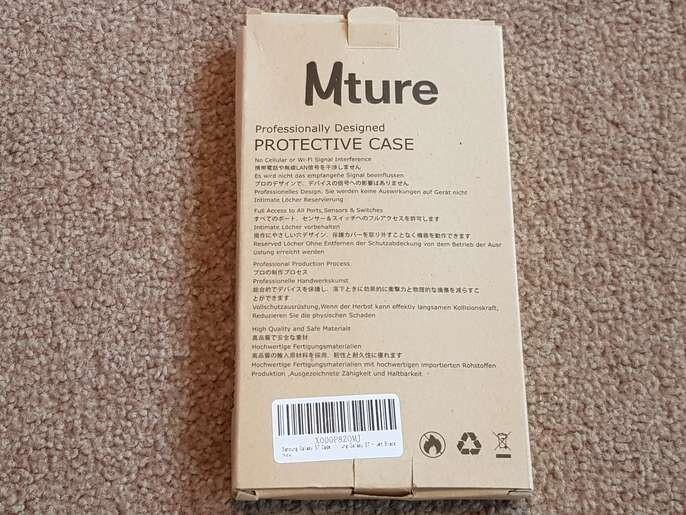 Mture
Professionally Designed
PROTECTIVE CASE
No Cellular or Wi-Fi Signal Interference
携帯電話や無線LAN信号を干渉しません
Es wird nicht das empfangene Signal beeinflussen
プロのデザインで、デバイスの信号への影響はありません
Professionelles Design, Sie werden keine Auswirkungen auf Gerät nicht
Intimate Löcher Reservierung
Full Access to All Ports,Sensors & Switches
すべてのポート、センサー＆スイッチへのフルアクセスを許可します
Intimate Löcher vorbehalten
操作にやさしい穴デザイン、保護カバーを取り外すことなく機器を動作できます
Reserved Löcher Ohne Entfernen der Schutzabdeckung von dem Betrieb der Ausr
üstung erreicht werden
Professional Production Process
プロの制作プロセス
Professionelle Handwerkskunst
総合的でデバイスを保護し、落下ときに効果的に衝撃力と物理的な損傷を減らすこ
とができます
Vollschutzausrüstung,Wenn der Herbst kann effektiv langsamen Kollisionskraft,
Reduzieren Sie die physischen Schaden
High Quality and Safe Materials
高品質で安全な素材
Hochwertige Fertigungsmaterialien
高品質の輸入原材料を採用、靭性と耐久性に優れます
Hochwertige Fertigungsmaterialien mit hochwertigen importierten Rohstoffen
Produktion ,Ausgezeichnete Zähigkeit und Haltbarkeit
X000P8Z0MJ
Samsung Galaxy S7 Case ung Galaxy S7 - Jet Black
New